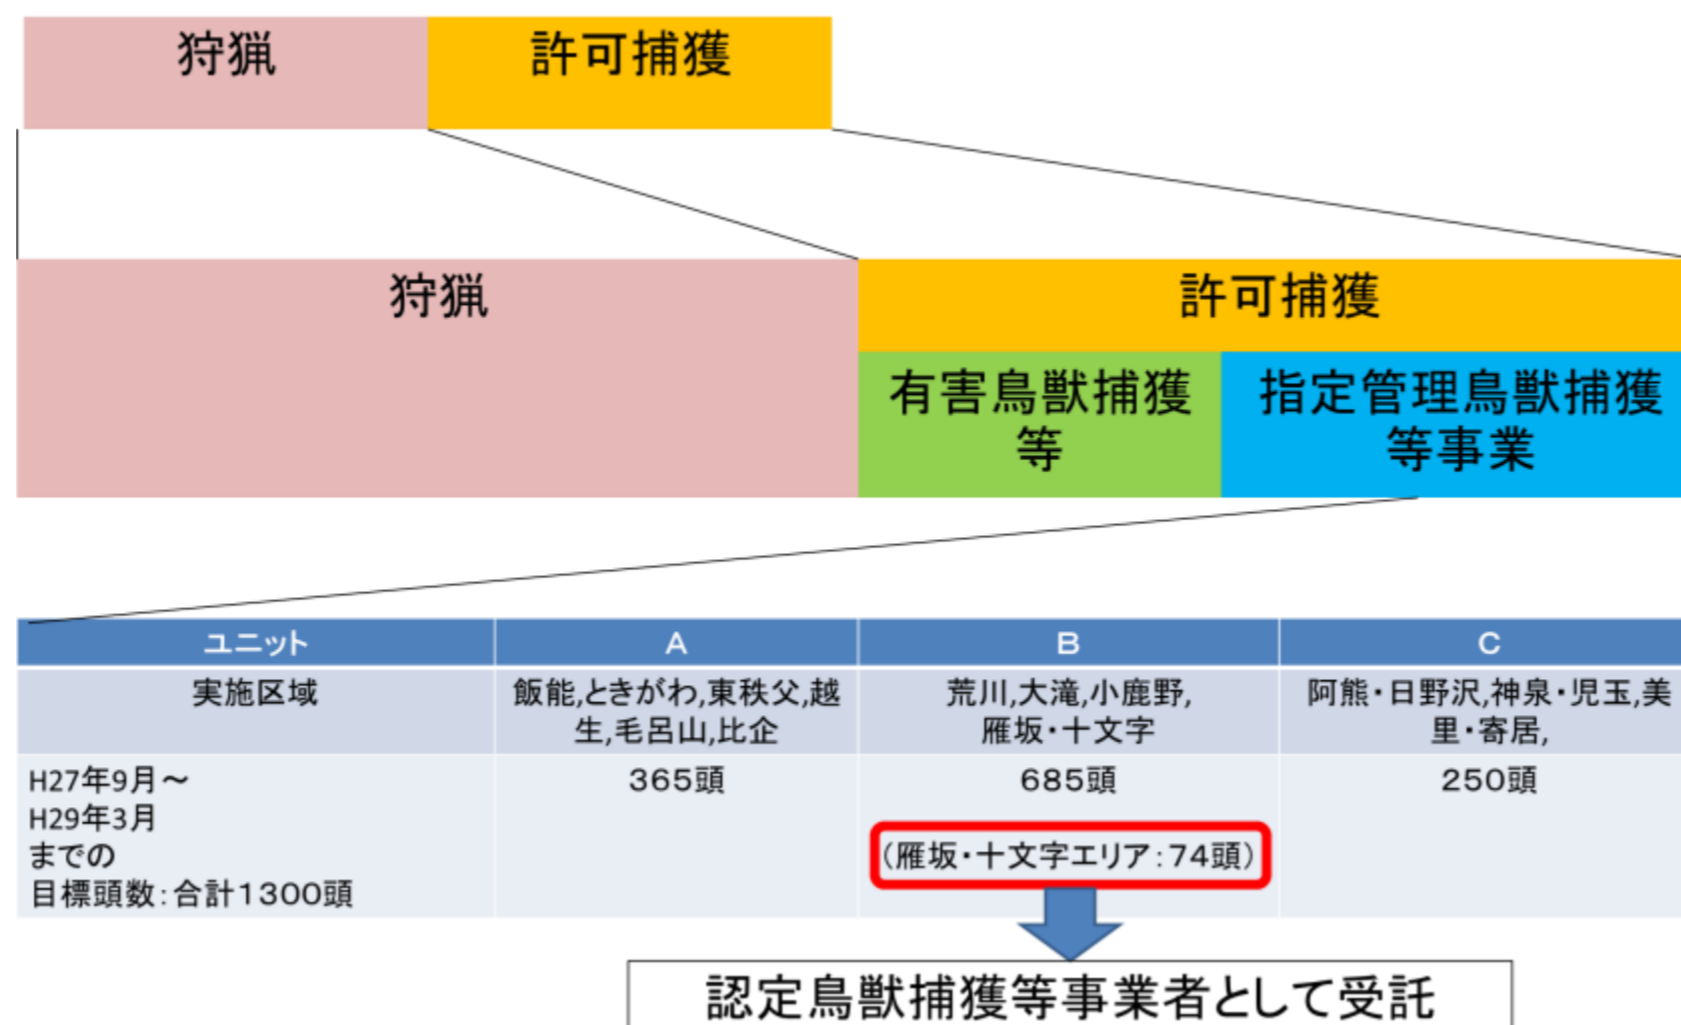 狩猟
許可捕獲
狩猟
許可捕獲
有害鳥獣捕獲
等
指定管理鳥獣捕獲
等事業
ユニット
A
B
C
実施区域
飯能,ときがわ,東秩父,越
生,毛呂山,比企
荒川,大滝,小鹿野,
雁坂・十文字
阿熊・日野沢,神泉・児玉,美
里・寄居,
H27年9月～
H29年3月
までの
目標頭数：合計1300頭
365頭
685頭
（雁坂・十文字エリア：74頭）
250頭
認定鳥獣捕獲等事業者として受託